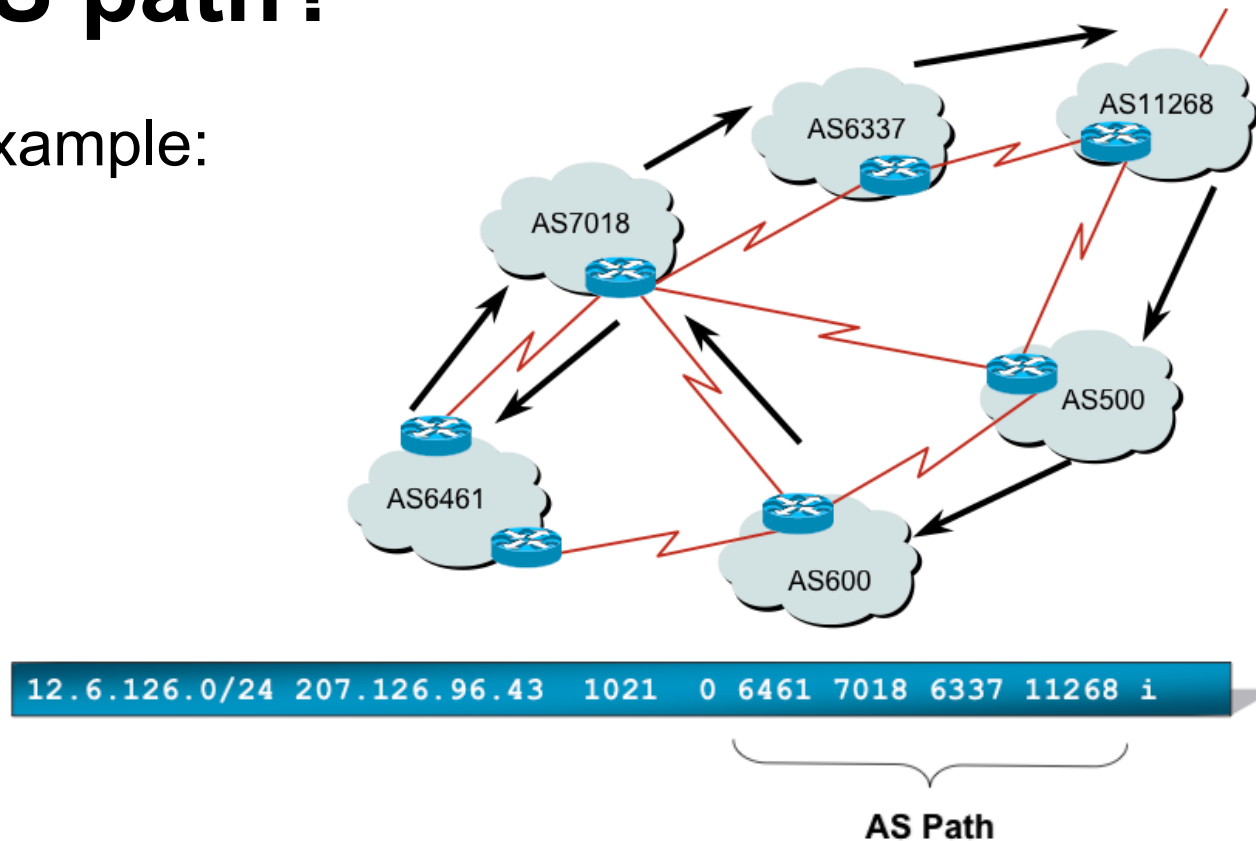 S path?
xample:
AS11268
AS6337
AS7018
AS500
AS6461
AS600
12.6.126.0/24 207.126.96.43 1021 0 6461 7018 6337 11268 i
AS Path